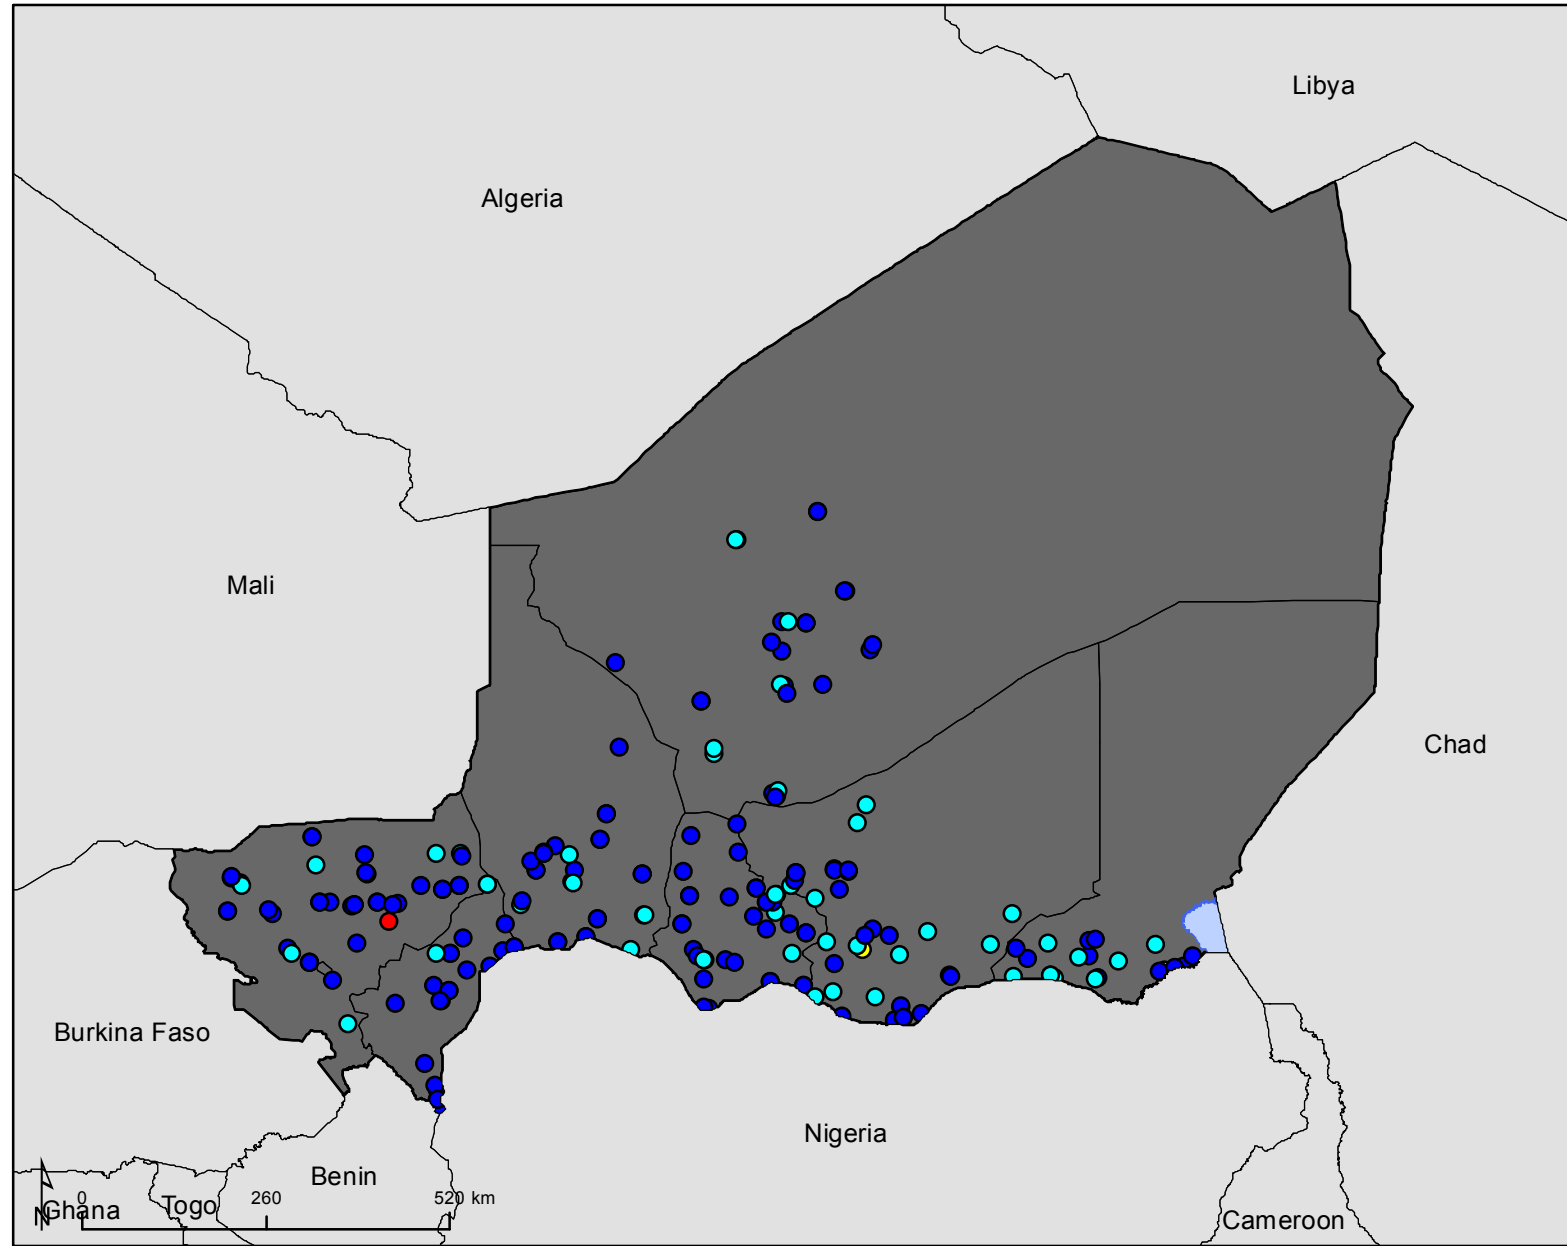 Libya
Algeria
Mali
Chad
Burkina Faso
Nigeria
Benin
0 260 520 km
N
Ghana
Togo
Cameroon